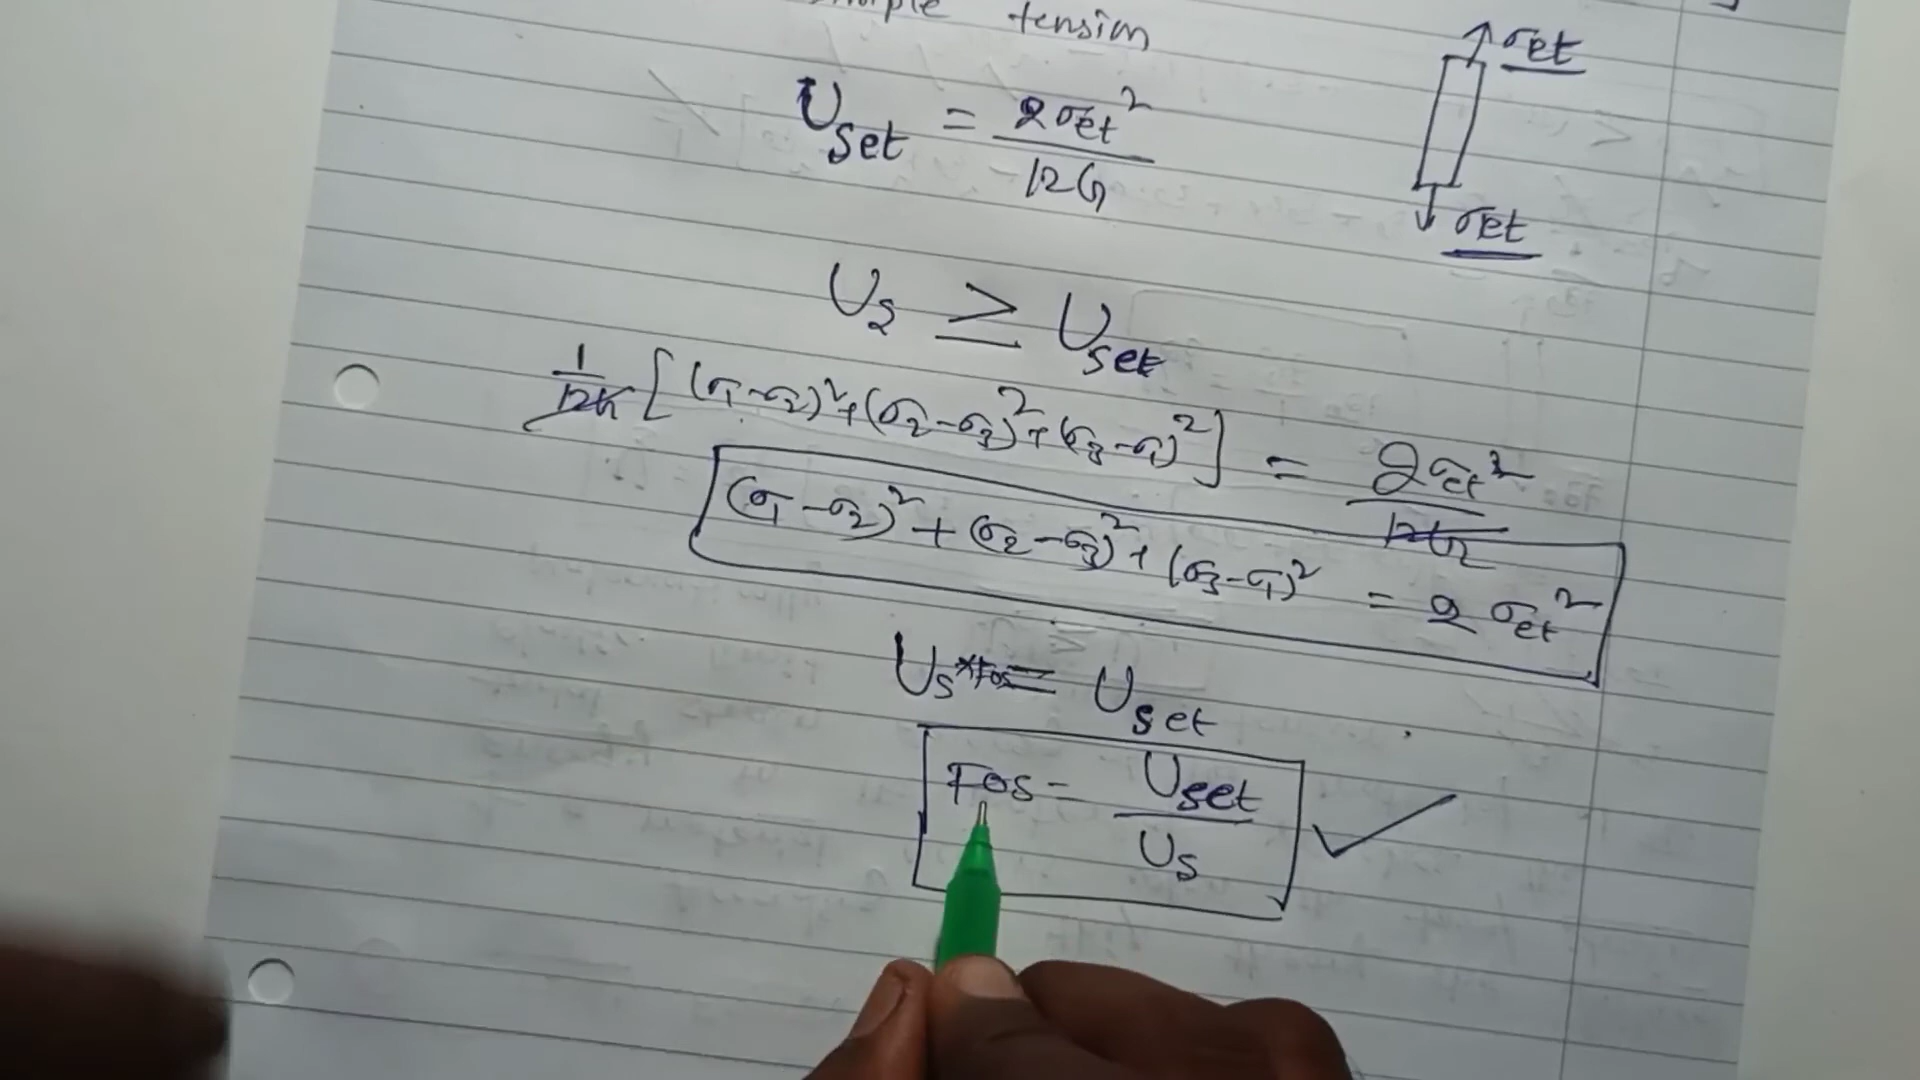 tension
σet
U_set = 2σet² / 12G
σet
U_s ≥ U_set
1/12G [(σ1-σ2)²+(σ2-σ3)²+(σ3-σ1)²] = 2σet² / 12G
(σ1-σ2)²+(σ2-σ3)²+(σ3-σ1)² = 2σet²
U_s*Fos = U_set
Fos = U_set / U_s